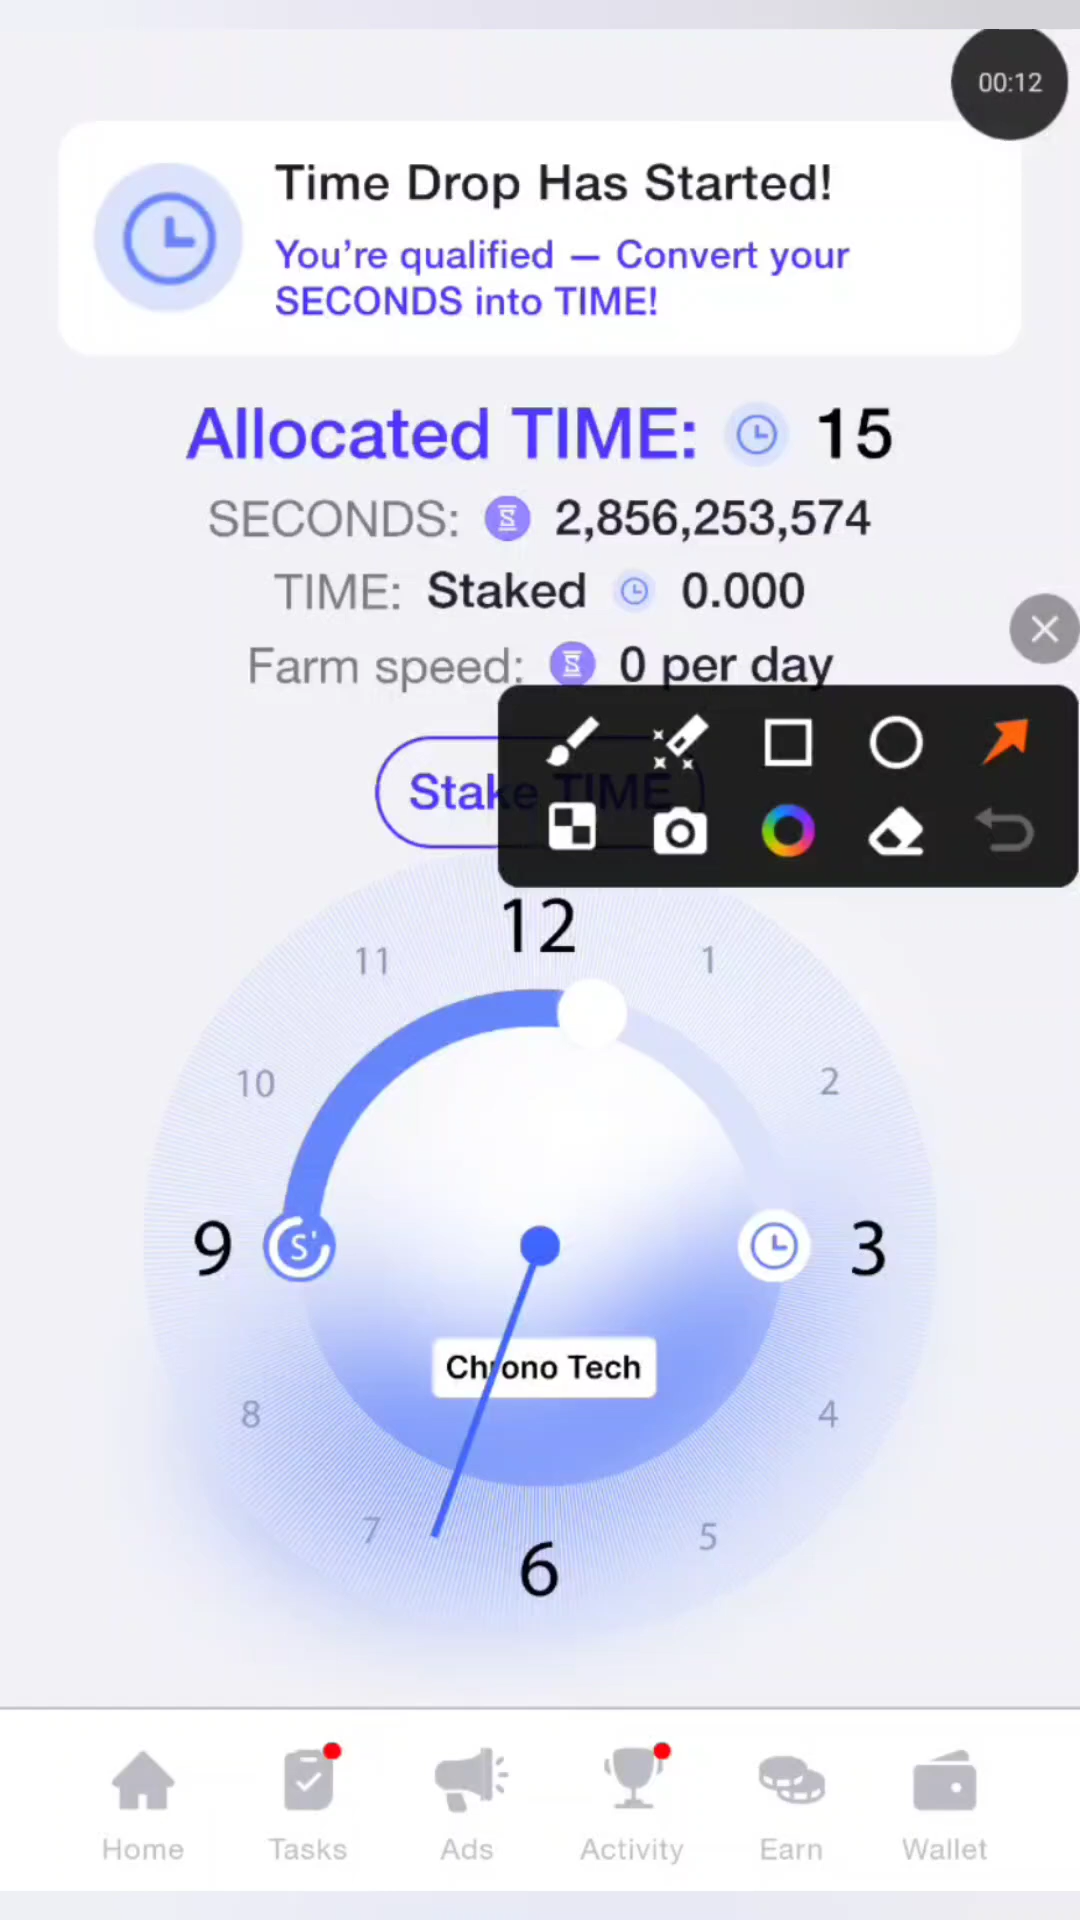 00:12
Time Drop Has Started!
You're qualified — Convert your
SECONDS into TIME!
Allocated TIME: 15
SECONDS: 2,856,253,574
TIME: Staked 0.000
Farm speed: 0 per day
Stake TIME
12
11 1
10 2
9 S' 3
Chrono Tech
8 4
7 5
6
Home Tasks Ads Activity Earn Wallet